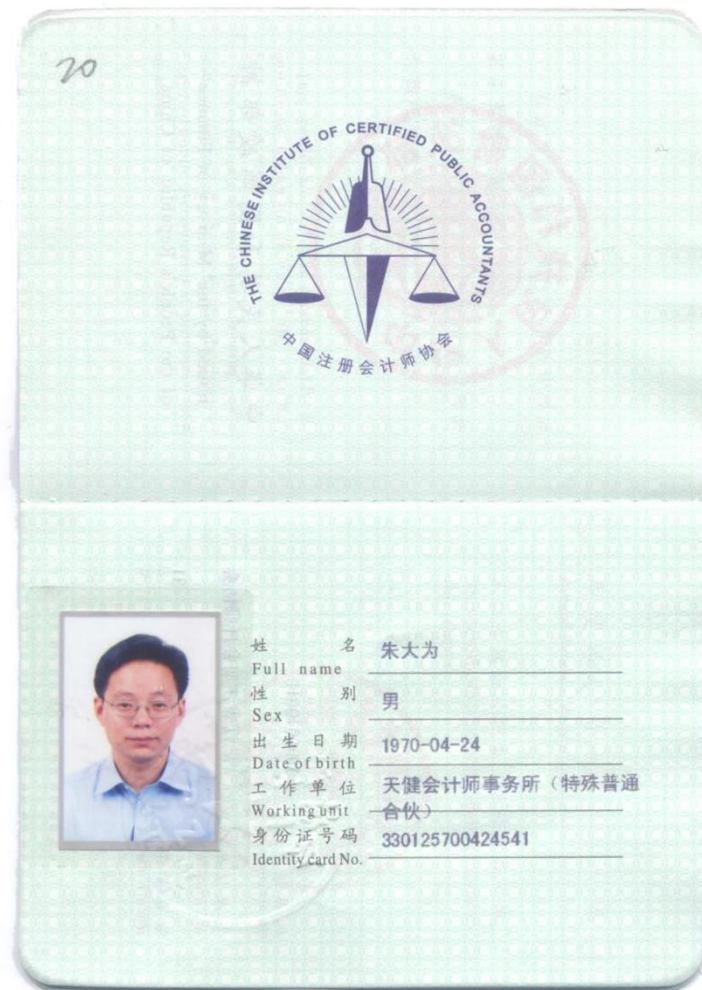 20
THE CHINESE INSTITUTE OF CERTIFIED PUBLIC ACCOUNTANTS
中国注册会计师协会
姓 名 朱大为
Full name
性 别 男
Sex
出生日期 1970-04-24
Date of birth
工作单位 天健会计师事务所（特殊普通
Working unit 合伙）
身份证号码 330125700424541
Identity card No.